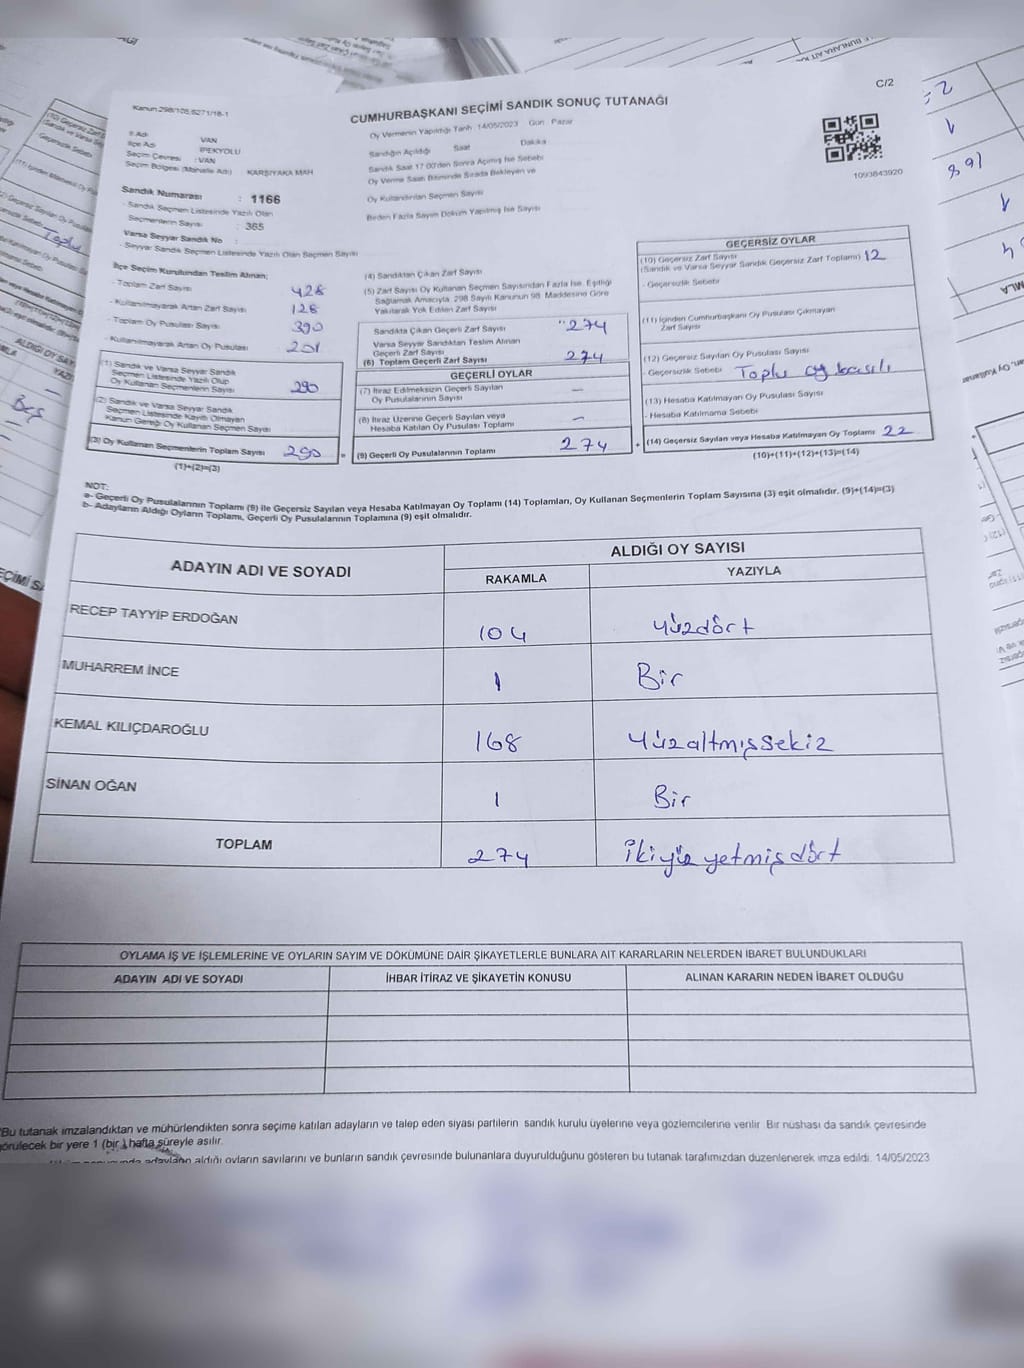 C/2
Kanun 298/105,6271/18-1
CUMHURBAŞKANI SEÇİMİ SANDIK SONUÇ TUTANAĞI
Oy Vermenin Yapıldığı Tarih : 14/05/2023 Gün : Pazar
İl Adı : VAN
İlçe Adı : İPEKYOLU
Seçim Çevresi : VAN
Seçim Bölgesi (Mahalle Adı) : KARŞIYAKA MAH
Sandığın Açıldığı Saat Dakika
Sandık Saat 17:00'den Sonra Açılmış İse Sebebi
Oy Verme Saati Bitiminde Sırada Bekleyen ve
Oy Kullandırılan Seçmen Sayısı
Birden Fazla Sayım Döküm Yapılmış İse Sayısı
1093843920
Sandık Numarası : 1166
- Sandık Seçmen Listesinde Yazılı Olan
Seçmenlerin Sayısı : 365
Varsa Seyyar Sandık No :
- Seyyar Sandık Seçmen Listesinde Yazılı Olan Seçmen Sayısı
İlçe Seçim Kurulundan Teslim Alınan;
- Toplam Zarf Sayısı 428
- Kullanılmayarak Artan Zarf Sayısı 128
- Toplam Oy Pusulası Sayısı 390
- Kullanılmayarak Artan Oy Pusulası 201
(1) Sandık ve Varsa Seyyar Sandık
Seçmen Listesinde Yazılı Olup
Oy Kullanan Seçmenlerin Sayısı 290
(2) Sandık ve Varsa Seyyar Sandık
Seçmen Listesinde Kayıtlı Olmayan
Kanun Gereği Oy Kullanan Seçmen Sayısı
(3) Oy Kullanan Seçmenlerin Toplam Sayısı 290
(1)+(2)=(3)
(4) Sandıktan Çıkan Zarf Sayısı
(5) Zarf Sayısı Oy Kullanan Seçmen Sayısından Fazla İse, Eşitliği
Sağlamak Amacıyla, 298 Sayılı Kanunun 98. Maddesine Göre
Yakılarak Yok Edilen Zarf Sayısı
Sandıkta Çıkan Geçerli Zarf Sayısı 274
Varsa Seyyar Sandıktan Teslim Alınan
Geçerli Zarf Sayısı
(6) Toplam Geçerli Zarf Sayısı 274
GEÇERLİ OYLAR
(7) İtiraz Edilmeksizin Geçerli Sayılan
Oy Pusulalarının Sayısı —
(8) İtiraz Üzerine Geçerli Sayılan veya
Hesaba Katılan Oy Pusulası Toplamı —
= (9) Geçerli Oy Pusulalarının Toplamı 274
GEÇERSİZ OYLAR
(10) Geçersiz Zarf Sayısı
(Sandık ve Varsa Seyyar Sandık Geçersiz Zarf Toplamı) 12
- Geçersizlik Sebebi
(11) İçinden Cumhurbaşkanı Oy Pusulası Çıkmayan
Zarf Sayısı
(12) Geçersiz Sayılan Oy Pusulası Sayısı
- Geçersizlik Sebebi Toplu oy basılı
(13) Hesaba Katılmayan Oy Pusulası Sayısı
- Hesaba Katılmama Sebebi
+ (14) Geçersiz Sayılan veya Hesaba Katılmayan Oy Toplamı 22
(10)+(11)+(12)+(13)=(14)
NOT:
a- Geçerli Oy Pusulalarının Toplamı (9) ile Geçersiz Sayılan veya Hesaba Katılmayan Oy Toplamı (14) Toplamları, Oy Kullanan Seçmenlerin Toplam Sayısına (3) eşit olmalıdır. (9)+(14)=(3)
b- Adayların Aldığı Oyların Toplamı, Geçerli Oy Pusulalarının Toplamına (9) eşit olmalıdır.
ADAYIN ADI VE SOYADI
ALDIĞI OY SAYISI
RAKAMLA YAZIYLA
RECEP TAYYİP ERDOĞAN 104 yüzdört
MUHARREM İNCE 1 Bir
KEMAL KILIÇDAROĞLU 168 yüzaltmışsekiz
SİNAN OĞAN 1 Bir
TOPLAM 274 ikiyüz yetmiş dört
OYLAMA İŞ VE İŞLEMLERİNE VE OYLARIN SAYIM VE DÖKÜMÜNE DAİR ŞİKAYETLERLE BUNLARA AİT KARARLARIN NELERDEN İBARET BULUNDUKLARI
ADAYIN ADI VE SOYADI İHBAR İTİRAZ VE ŞİKAYETİN KONUSU ALINAN KARARIN NEDEN İBARET OLDUĞU
Bu tutanak imzalandıktan ve mühürlendikten sonra seçime katılan adayların ve talep eden siyasi partilerin sandık kurulu üyelerine veya gözlemcilerine verilir. Bir nüshası da sandık çevresinde
görülecek bir yere 1 (bir ) hafta süreyle asılır.
adayların aldığı oyların sayılarını ve bunların sandık çevresinde bulunanlara duyurulduğunu gösteren bu tutanak tarafımızdan düzenlenerek imza edildi. 14/05/2023